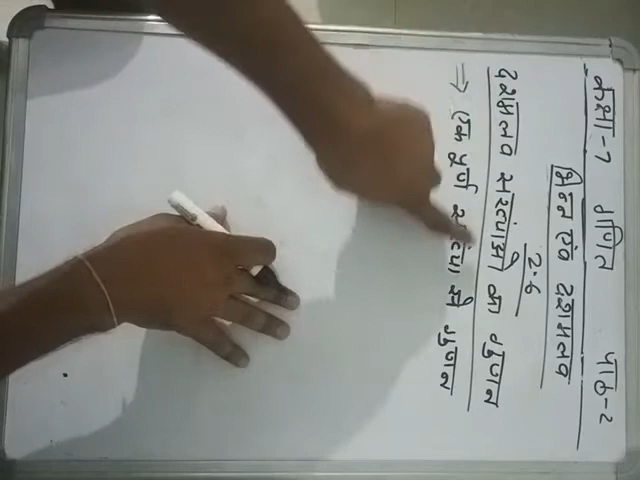 कक्षा-7 गणित पाठ-2
भिन्न एवं दशमलव
2.6
दशमलव संख्याओं का गुणन
⇒ एक पूर्ण संख्या से गुणन